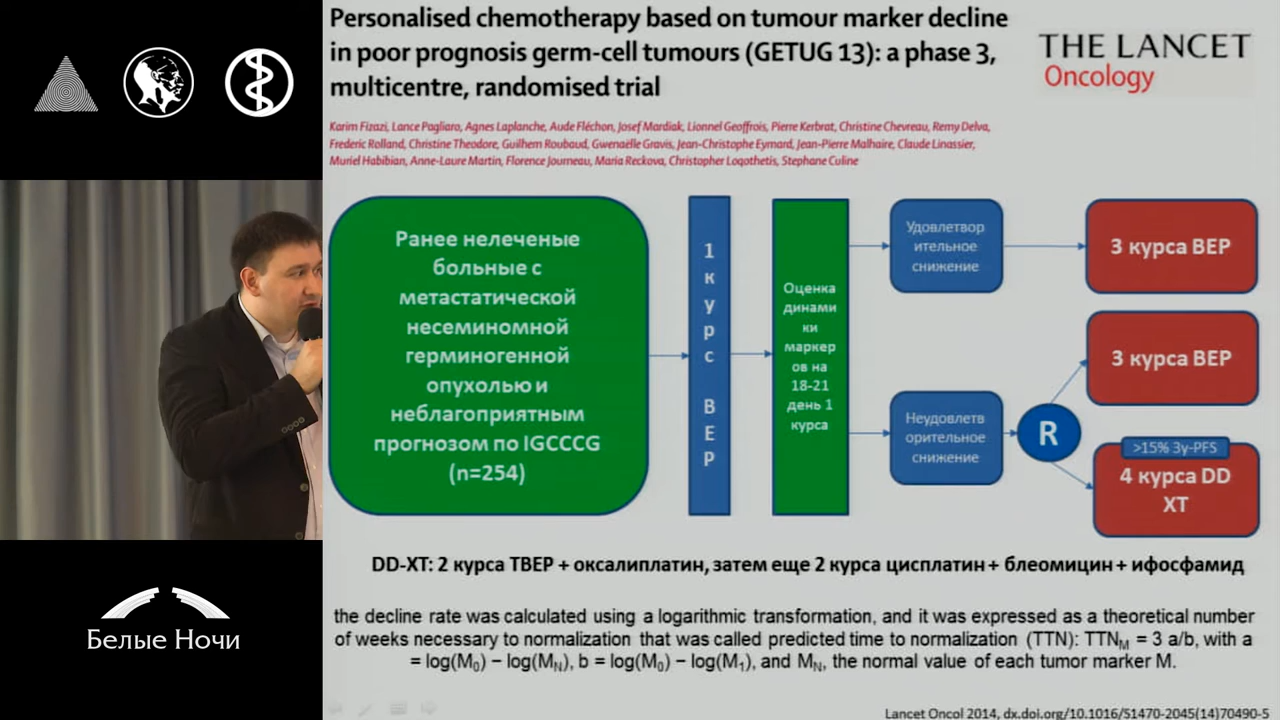 Personalised chemotherapy based on tumour marker decline
in poor prognosis germ-cell tumours (GETUG 13): a phase 3,
multicentre, randomised trial
THE LANCET
Oncology
Karim Fizazi, Lance Pagliaro, Agnes Laplanche, Aude Fléchon, Josef Mardiak, Lionnel Geoffrois, Pierre Kerbrat, Christine Chevreau, Remy Delva,
Frederic Rolland, Christine Theodore, Guilhem Roubaud, Gwenaëlle Gravis, Jean-Christophe Eymard, Jean-Pierre Malhaire, Claude Linassier,
Muriel Habibian, Anne-Laure Martin, Florence Journeau, Maria Reckova, Christopher Logothetis, Stephane Culine
Ранее нелеченые
больные с
метастатической
несеминомной
герминогенной
опухолью и
неблагоприятным
прогнозом по IGCCCG
(n=254)
1
к
у
р
с
B
E
P
Оценка
динами
ки
маркер
ов на
18-21
день 1
курса
Удовлетвор
ительное
снижение
3 курса BEP
Неудовлетв
орительное
снижение
R
3 курса BEP
>15% 3y-PFS
4 курса DD
XT
DD-XT: 2 курса TBEP + оксалиплатин, затем еще 2 курса цисплатин + блеомицин + ифосфамид
the decline rate was calculated using a logarithmic transformation, and it was expressed as a theoretical number
of weeks necessary to normalization that was called predicted time to normalization (TTN): TTN_M = 3 a/b, with a
= log(M₀) − log(M_N), b = log(M₀) − log(M₁), and M_N, the normal value of each tumor marker M.
Lancet Oncol 2014, dx.doi.org/10.1016/S1470-2045(14)70490-5
Белые Ночи